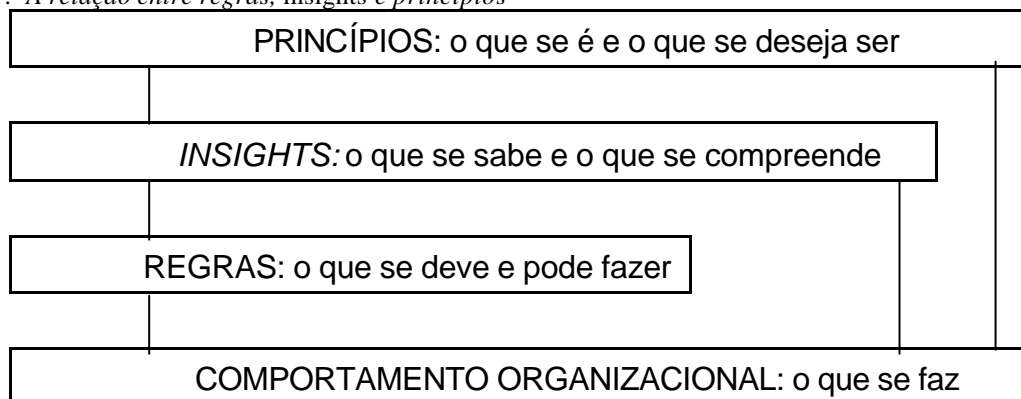 : A relação entre regras, insights e princípios
PRINCÍPIOS: o que se é e o que se deseja ser
INSIGHTS: o que se sabe e o que se compreende
REGRAS: o que se deve e pode fazer
COMPORTAMENTO ORGANIZACIONAL: o que se faz